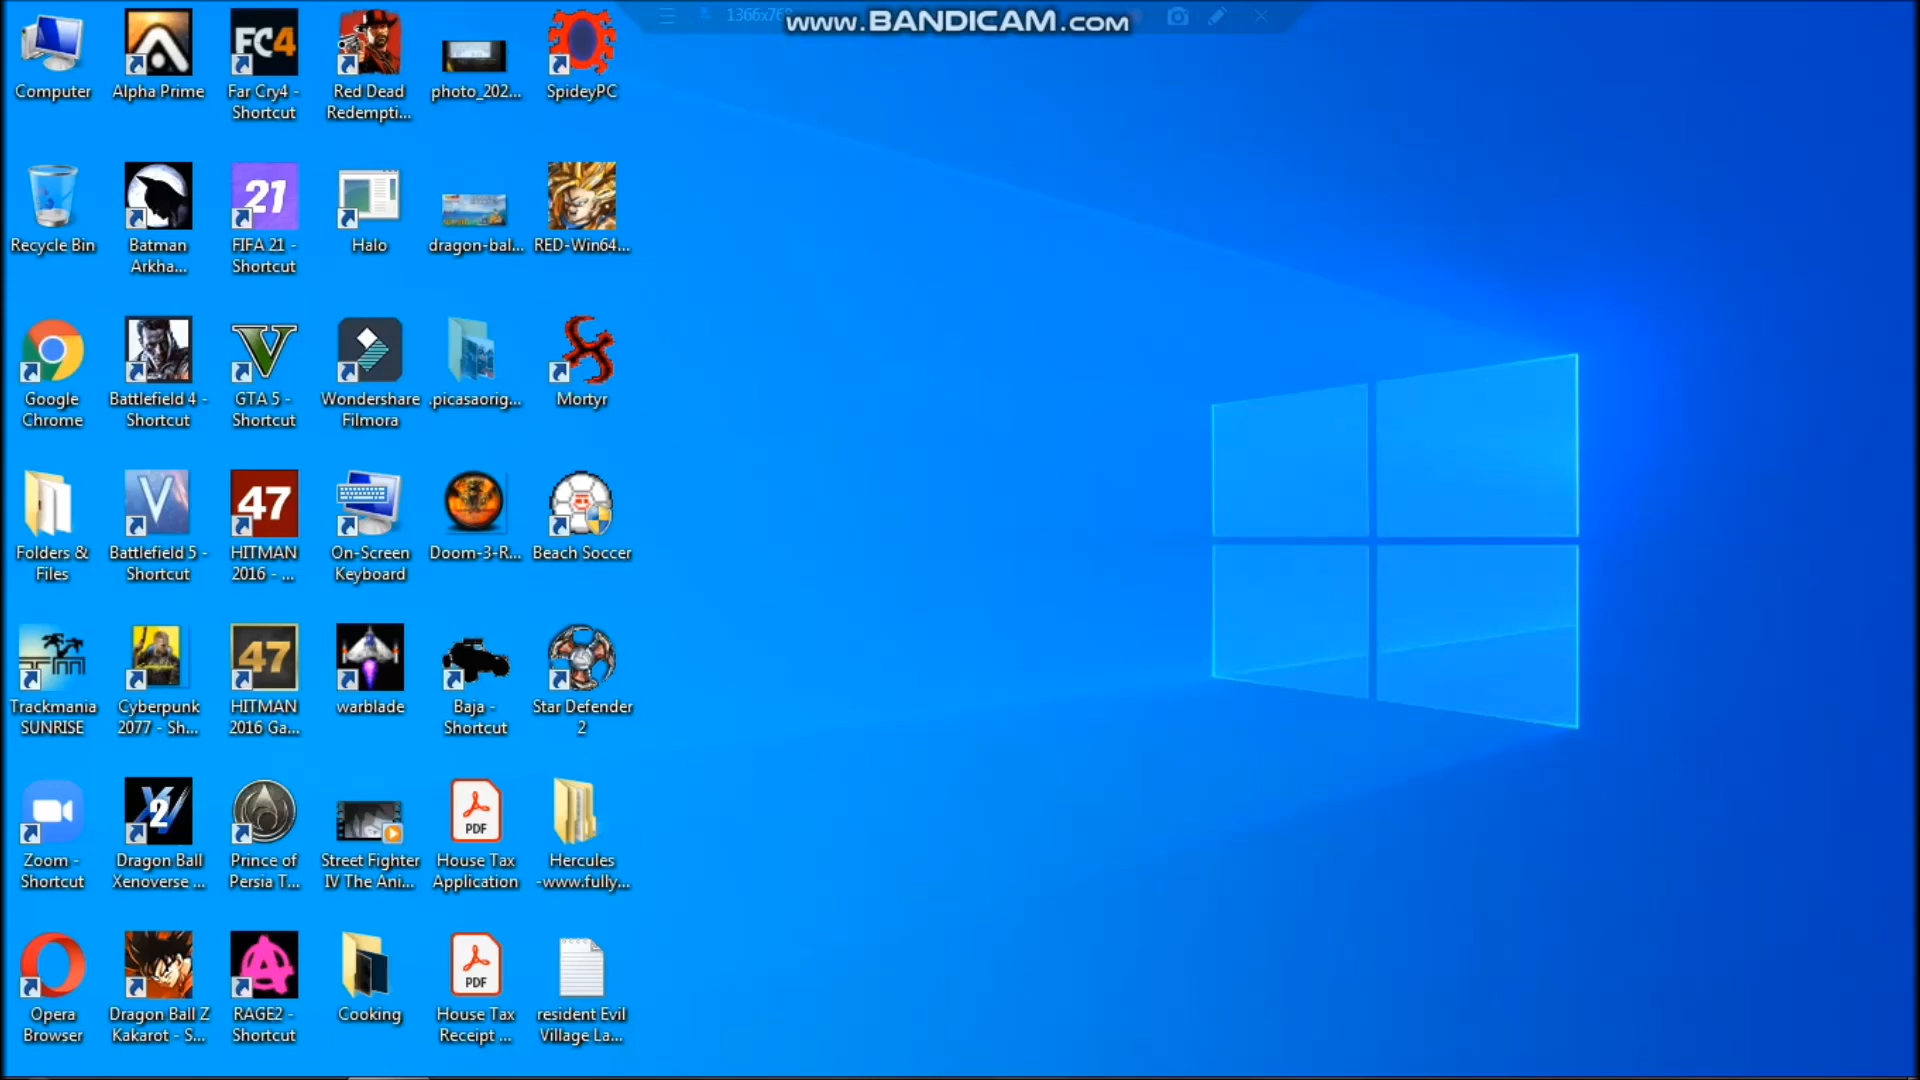 1366x768
www.BANDICAM.com
Computer
Alpha Prime
Far Cry4 -
Shortcut
Red Dead
Redempti...
photo_202...
SpideyPC
FC4
Recycle Bin
Batman
Arkha...
21
FIFA 21 -
Shortcut
Halo
dragon-bal...
RED-Win64...
Google
Chrome
Battlefield 4 -
Shortcut
V
GTA 5 -
Shortcut
Wondershare
Filmora
.picasaorig...
Mortyr
Folders &
Files
V
Battlefield 5 -
Shortcut
47
HITMAN
2016 - ...
On-Screen
Keyboard
Doom-3-R...
Beach Soccer
TM
Trackmania
SUNRISE
Cyberpunk
2077 - Sh...
47
HITMAN
2016 Ga...
warblade
Baja -
Shortcut
Star Defender
2
Zoom -
Shortcut
XV
2
Dragon Ball
Xenoverse ...
Prince of
Persia T...
Street Fighter
IV The Ani...
PDF
House Tax
Application
Hercules
-www.fully...
Opera
Browser
Dragon Ball Z
Kakarot - S...
RAGE2 -
Shortcut
Cooking
PDF
House Tax
Receipt ...
resident Evil
Village La...